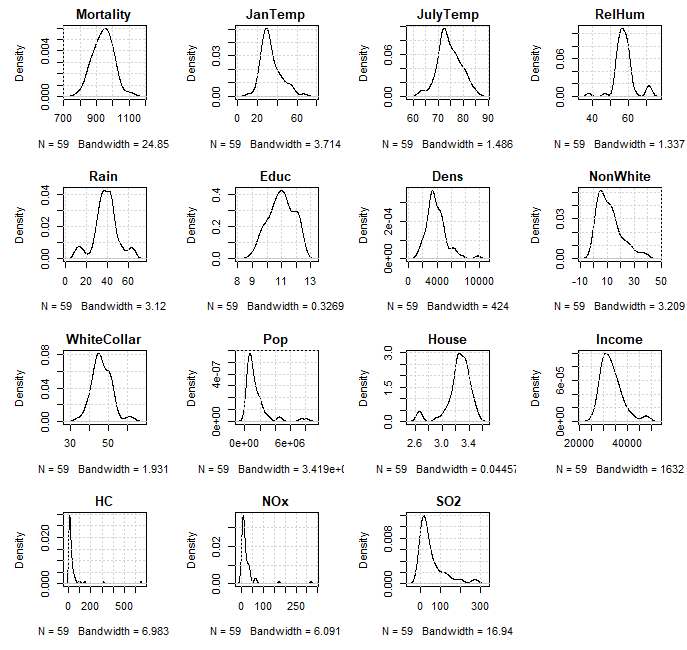 Mortality JanTemp JulyTemp RelHum
Density 0.000 0.004 Density 0.00 0.03 Density 0.00 0.06 Density 0.00 0.06
700 900 1100 0 20 60 60 70 80 90 40 60
N = 59 Bandwidth = 24.85 N = 59 Bandwidth = 3.714 N = 59 Bandwidth = 1.486 N = 59 Bandwidth = 1.337
Rain Educ Dens NonWhite
Density 0.00 0.02 0.04 Density 0.0 0.2 0.4 Density 0e+00 2e-04 Density 0.00 0.03
0 20 40 60 8 9 11 13 0 4000 10000 -10 10 30 50
N = 59 Bandwidth = 3.12 N = 59 Bandwidth = 0.3269 N = 59 Bandwidth = 424 N = 59 Bandwidth = 3.209
WhiteCollar Pop House Income
Density 0.00 0.04 0.08 Density 0e+00 4e-07 Density 0.0 1.5 3.0 Density 0e+00 6e-05
30 50 0e+00 6e+06 2.6 3.0 3.4 20000 40000
N = 59 Bandwidth = 1.931 N = 59 Bandwidth = 3.419e+0 N = 59 Bandwidth = 0.04457 N = 59 Bandwidth = 1632
HC NOx SO2
Density 0.000 0.020 Density 0.00 0.02 Density 0.000 0.008
0 200 500 0 100 250 0 100 300
N = 59 Bandwidth = 6.983 N = 59 Bandwidth = 6.091 N = 59 Bandwidth = 16.94